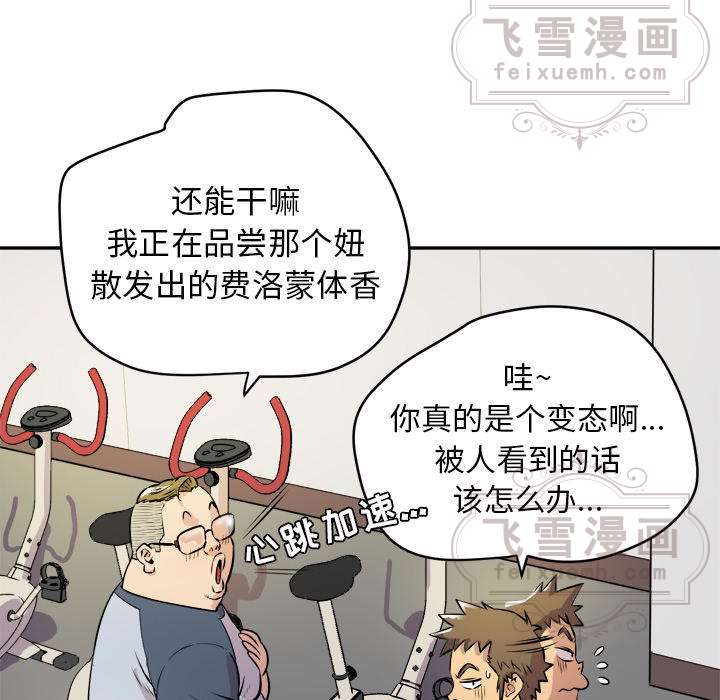 飞雪漫画
feixuemh.com
还能干嘛
我正在品尝那个妞
散发出的费洛蒙体香
哇~
你真的是个变态啊...
被人看到的话
该怎么办...
心跳加速...
飞雪漫画
feixuemh.com